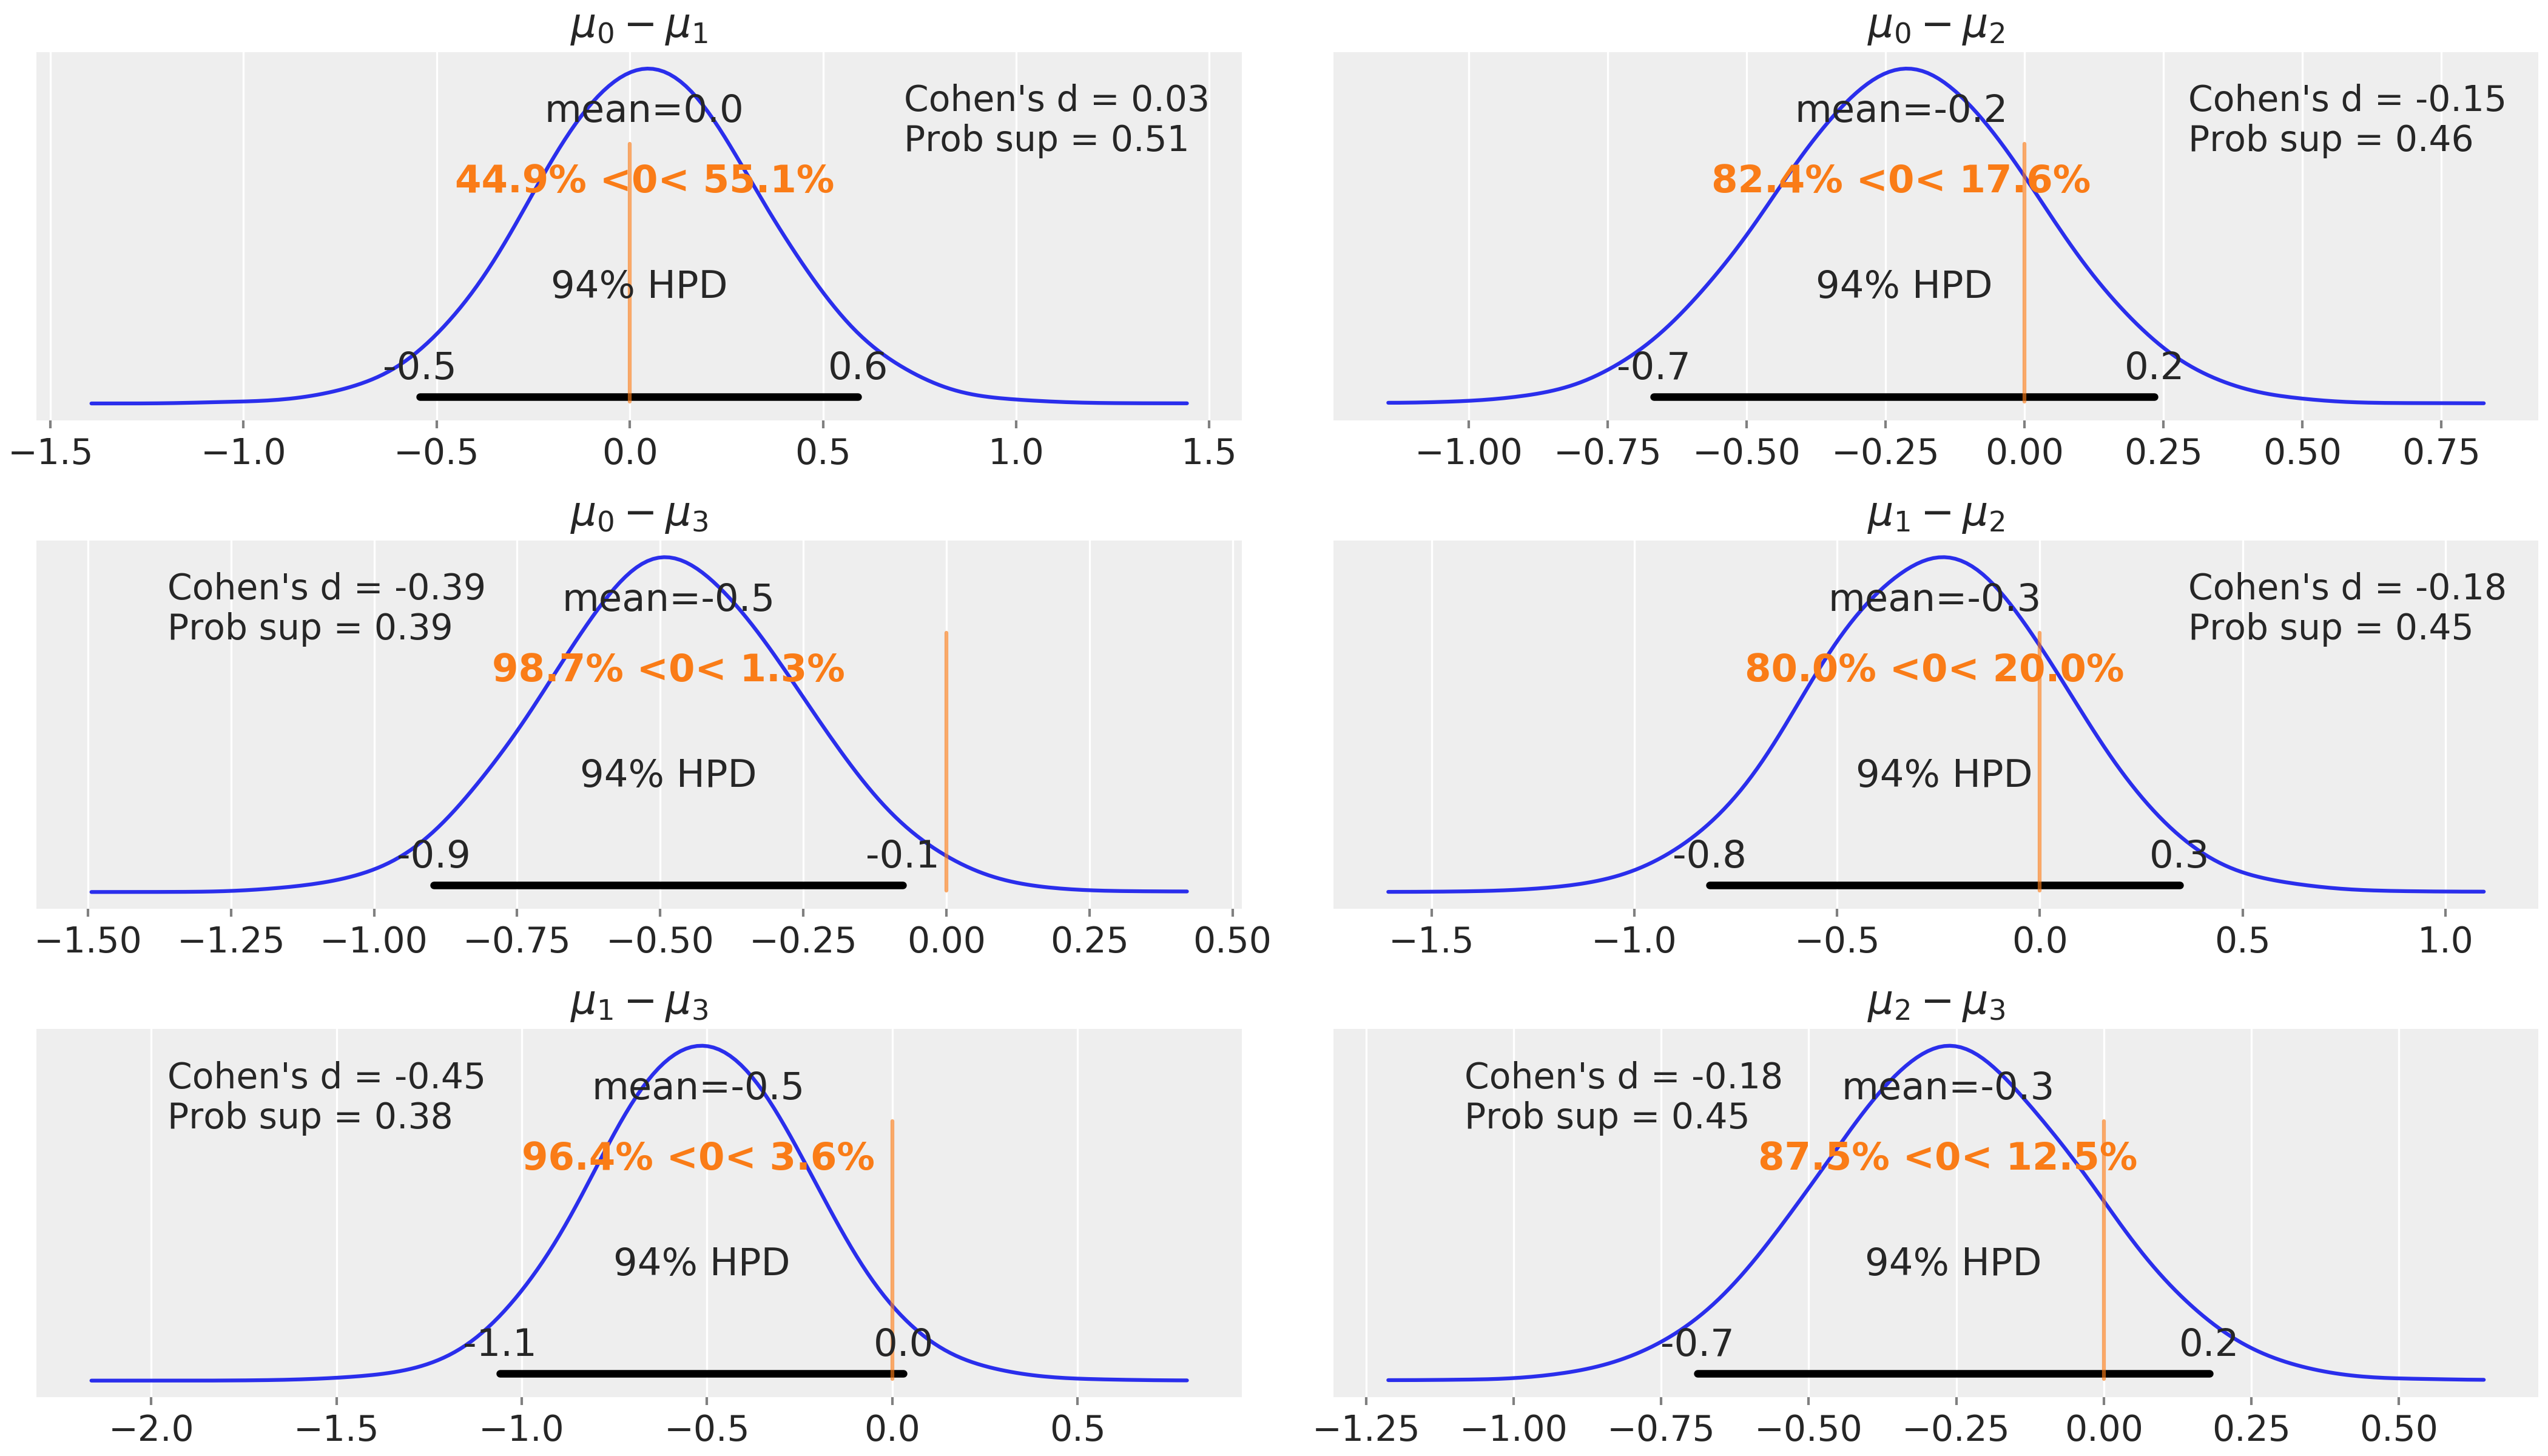 μ₀ − μ₁
mean=0.0
Cohen's d = 0.03
Prob sup = 0.51
44.9% <0< 55.1%
94% HPD
-0.5 0.6
−1.5 −1.0 −0.5 0.0 0.5 1.0 1.5
μ₀ − μ₂
mean=-0.2
Cohen's d = -0.15
Prob sup = 0.46
82.4% <0< 17.6%
94% HPD
-0.7 0.2
−1.00 −0.75 −0.50 −0.25 0.00 0.25 0.50 0.75
μ₀ − μ₃
Cohen's d = -0.39
Prob sup = 0.39
mean=-0.5
98.7% <0< 1.3%
94% HPD
-0.9 -0.1
−1.50 −1.25 −1.00 −0.75 −0.50 −0.25 0.00 0.25 0.50
μ₁ − μ₂
mean=-0.3
Cohen's d = -0.18
Prob sup = 0.45
80.0% <0< 20.0%
94% HPD
-0.8 0.3
−1.5 −1.0 −0.5 0.0 0.5 1.0
μ₁ − μ₃
Cohen's d = -0.45
Prob sup = 0.38
mean=-0.5
96.4% <0< 3.6%
94% HPD
-1.1 0.0
−2.0 −1.5 −1.0 −0.5 0.0 0.5
μ₂ − μ₃
Cohen's d = -0.18
Prob sup = 0.45
mean=-0.3
87.5% <0< 12.5%
94% HPD
-0.7 0.2
−1.25 −1.00 −0.75 −0.50 −0.25 0.00 0.25 0.50